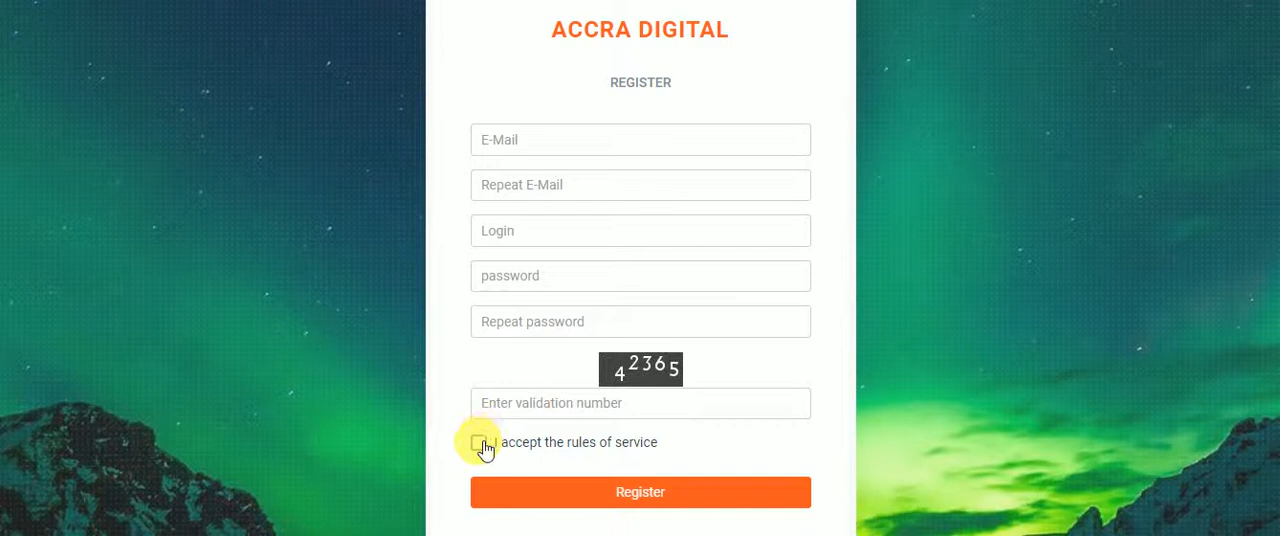 ACCRA DIGITAL
REGISTER
E-Mail
Repeat E-Mail
Login
password
Repeat password
42365
Enter validation number
I accept the rules of service
Register